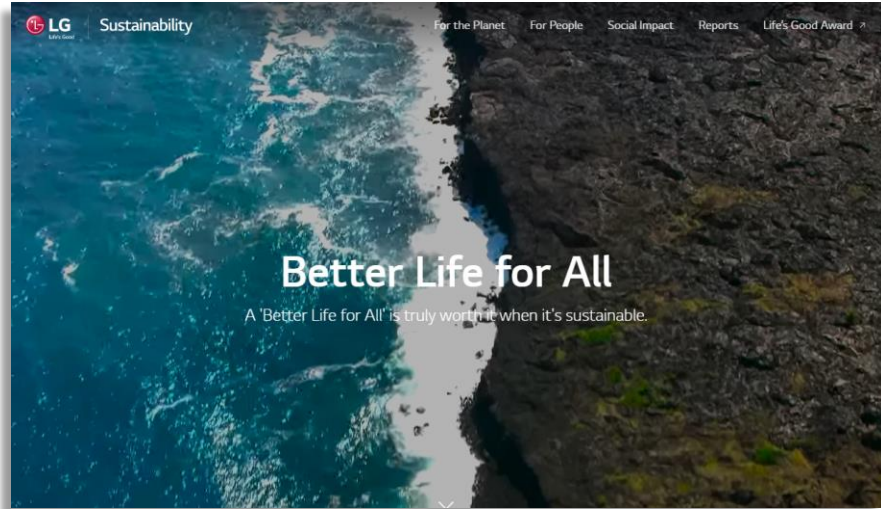 LG
Life's Good
Sustainability
For the Planet
For People
Social Impact
Reports
Life's Good Award ↗
Better Life for All
A 'Better Life for All' is truly worth it when it's sustainable.